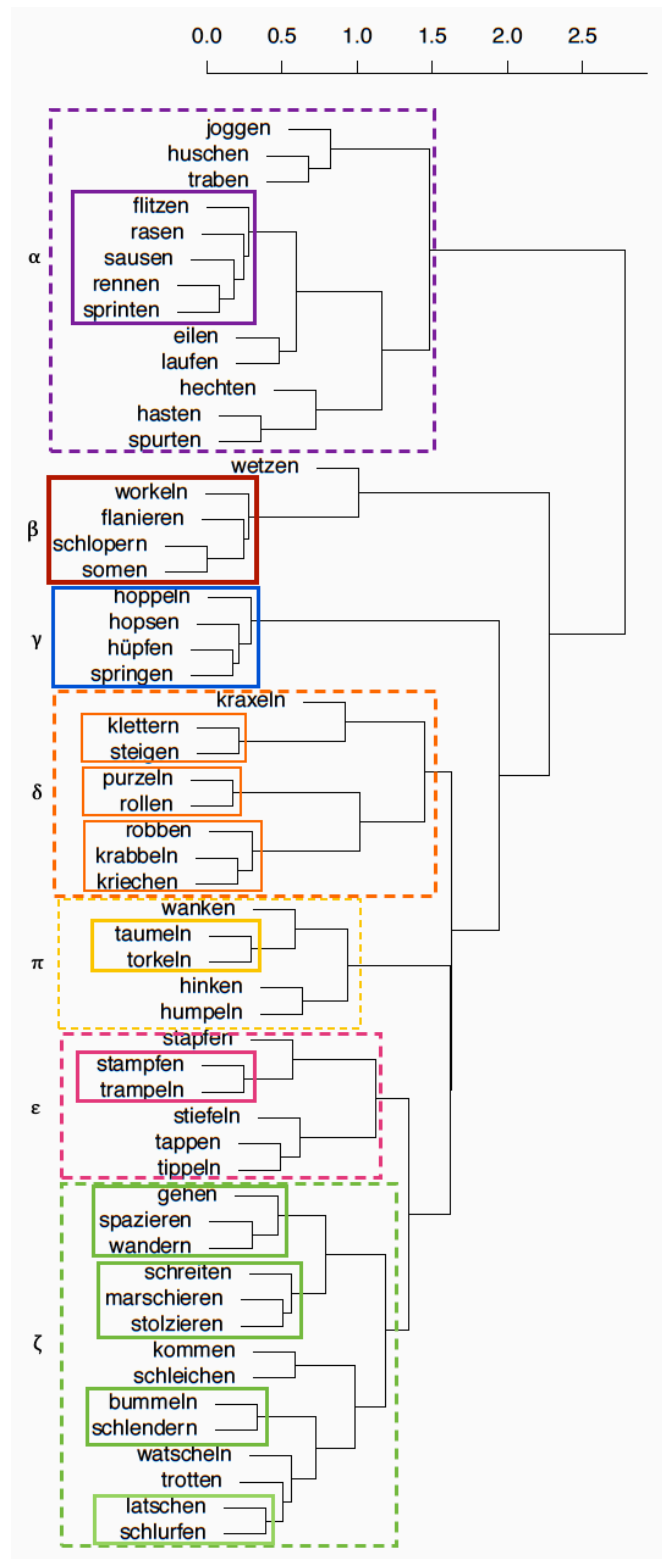 0.0 0.5 1.0 1.5 2.0 2.5
joggen
huschen
traben
flitzen
rasen
α
sausen
rennen
sprinten
eilen
laufen
hechten
hasten
spurten
wetzen
workeln
flanieren
β
schlopern
somen
hoppeln
hopsen
γ
hüpfen
springen
kraxeln
klettern
steigen
purzeln
δ
rollen
robben
krabbeln
kriechen
wanken
taumeln
π
torkeln
hinken
humpeln
stapfen
stampfen
trampeln
ε
stiefeln
tappen
tippeln
gehen
spazieren
wandern
schreiten
marschieren
stolzieren
ζ
kommen
schleichen
bummeln
schlendern
watscheln
trotten
latschen
schlurfen